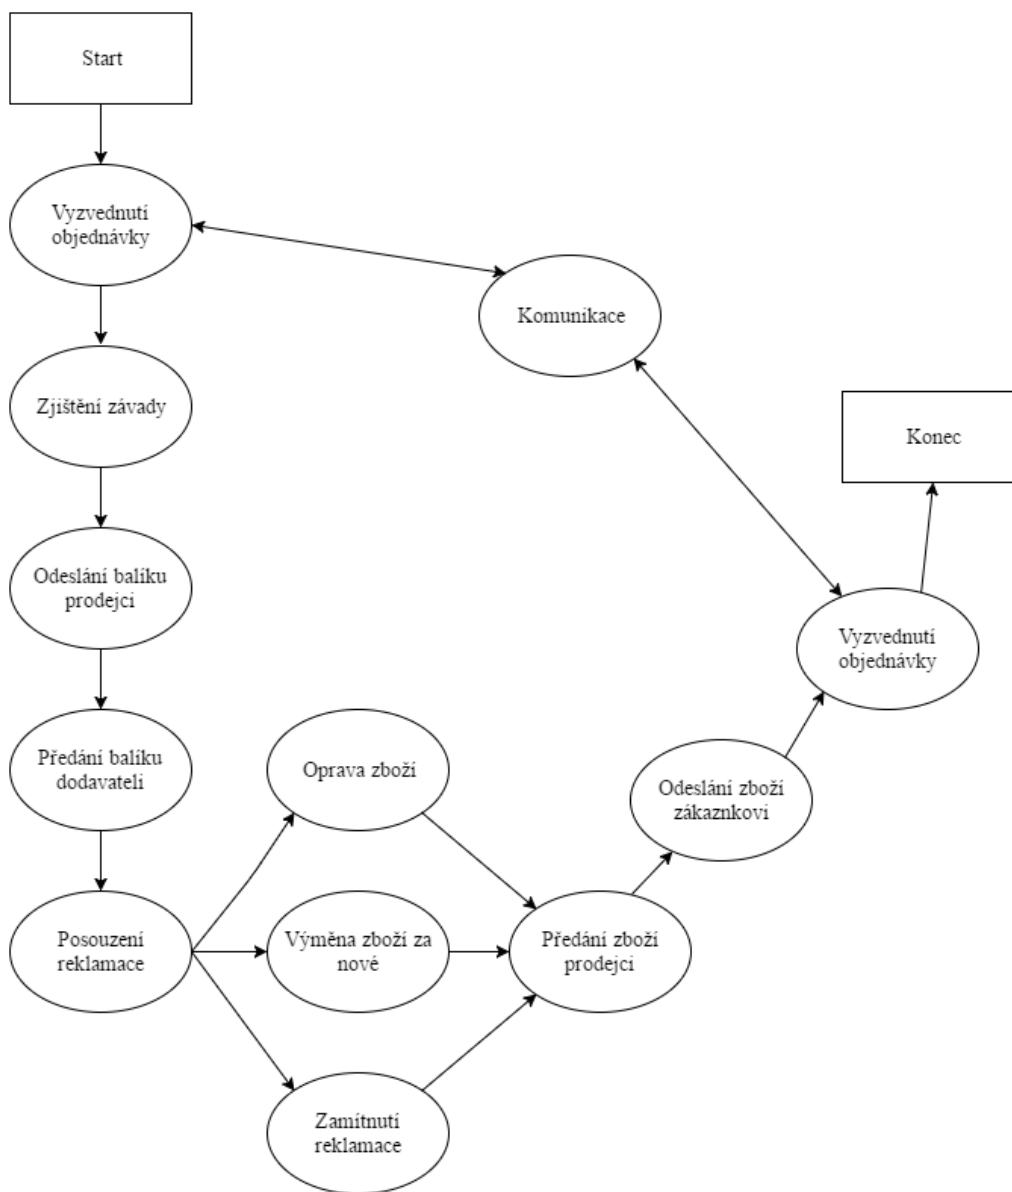 Start
Vyzvednutí
objednávky
Komunikace
Zjištění závady
Konec
Odeslání balíku
prodejci
Vyzvednutí
objednávky
Předání balíku
dodavateli
Oprava zboží
Odeslání zboží
zákaznkovi
Posouzení
reklamace
Výměna zboží za
nové
Předání zboží
prodejci
Zamítnutí
reklamace